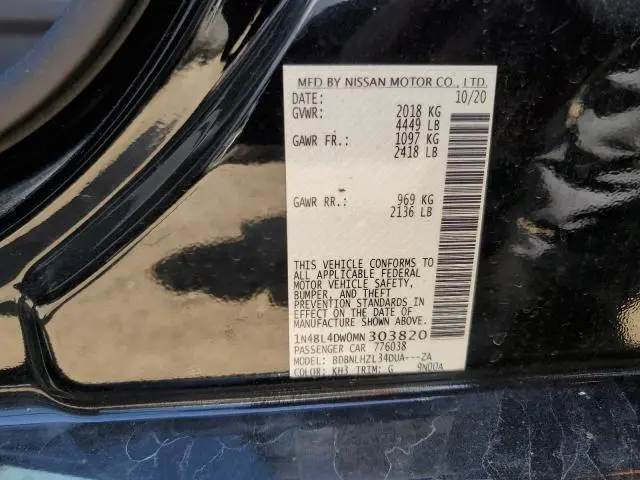 MFD BY NISSAN MOTOR CO., LTD.
DATE: 10/20
GVWR: 2018 KG
4449 LB
GAWR FR.: 1097 KG
2418 LB
GAWR RR.: 969 KG
2136 LB
THIS VEHICLE CONFORMS TO
ALL APPLICABLE FEDERAL
MOTOR VEHICLE SAFETY,
BUMPER, AND THEFT
PREVENTION STANDARDS IN
EFFECT ON THE DATE OF
MANUFACTURE SHOWN ABOVE.
1N4BL4DW0MN303820
PASSENGER CAR 776038
MODEL: BDBNLHZL34DUA---ZA
COLOR: KH3 TRIM: G 9N00A